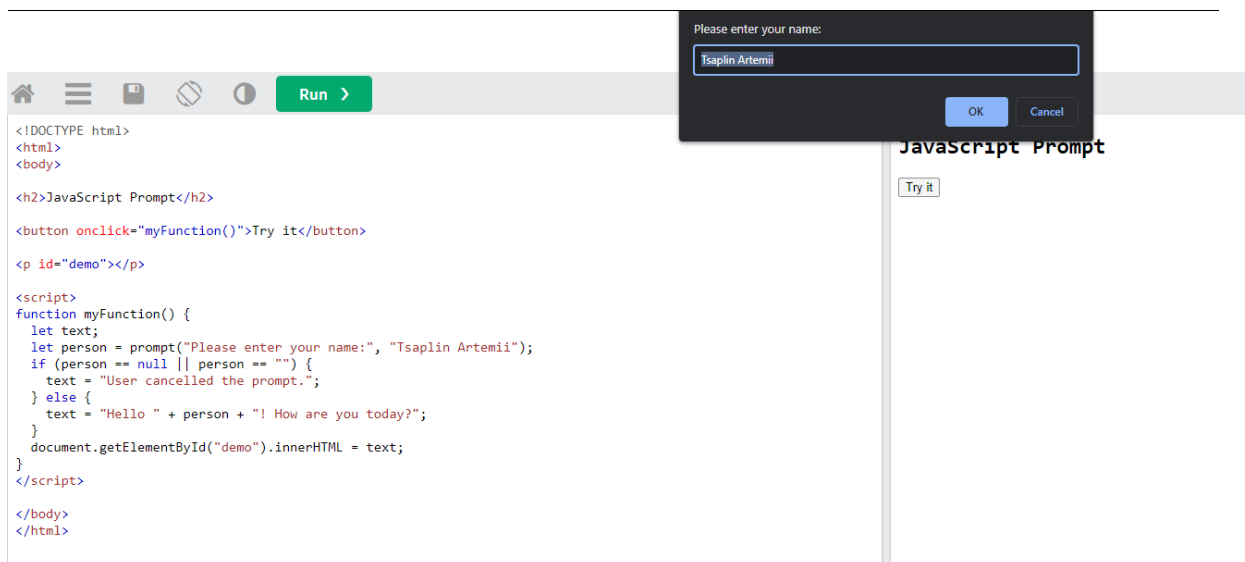 Please enter your name:
Tsaplin Artemii
OK Cancel
Run ❯
<!DOCTYPE html>
<html>
<body>
<h2>JavaScript Prompt</h2>
<button onclick="myFunction()">Try it</button>
<p id="demo"></p>
<script>
function myFunction() {
  let text;
  let person = prompt("Please enter your name:", "Tsaplin Artemii");
  if (person == null || person == "") {
    text = "User cancelled the prompt.";
  } else {
    text = "Hello " + person + "! How are you today?";
  }
  document.getElementById("demo").innerHTML = text;
}
</script>
</body>
</html>
JavaScript Prompt
Try it